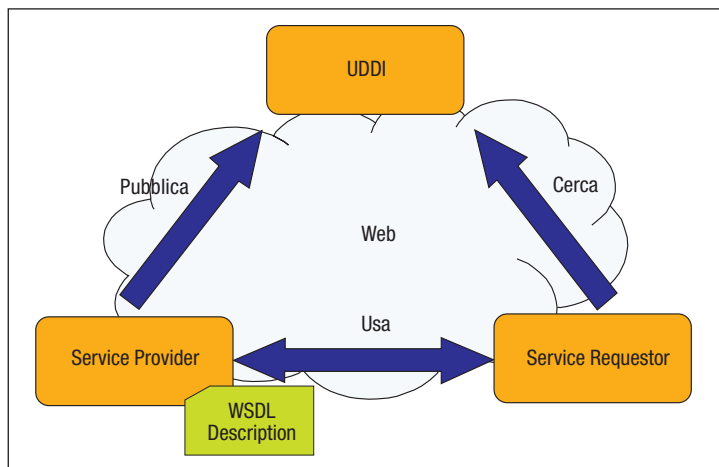 UDDI
Pubblica
Cerca
Web
Usa
Service Provider
Service Requestor
WSDL
Description